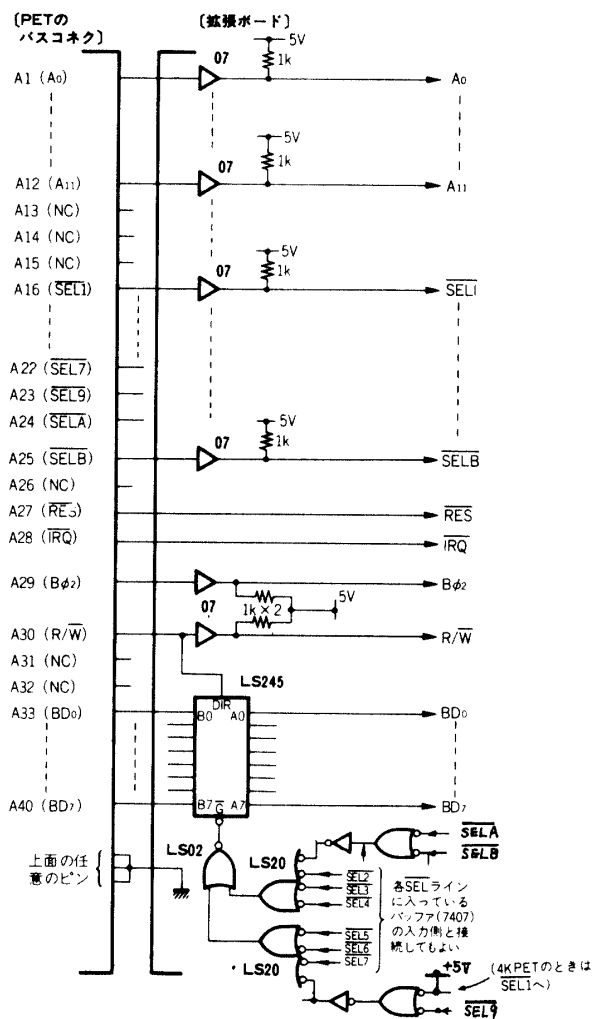 〔PETの
バスコネク〕
〔拡張ボード〕
5V
07
1k
A1 (A0)
A0
5V
1k
07
A12 (A11)
A11
A13 (NC)
A14 (NC)
A15 (NC)
5V
07
1k
A16 (SEL1)
SEL1
A22 (SEL7)
A23 (SEL9)
A24 (SELA)
5V
07
1k
A25 (SELB)
SELB
A26 (NC)
A27 (RES)
RES
A28 (IRQ)
IRQ
A29 (Bφ2)
Bφ2
5V
1k×2
07
A30 (R/W)
R/W
A31 (NC)
A32 (NC)
LS245
DIR
A33 (BD0)
B0 A0
BD0
A40 (BD7)
B7 G A7
BD7
LS02
LS20
SELA
SELB
上面の任
意のピン
SEL2
SEL3
SEL4
SEL5
SEL6
SEL7
各SELライン
に入っている
バッファ(7407)
の入力側と接
続してもよい
LS20
+5V
(4KPETのときは
SEL1へ)
SEL9